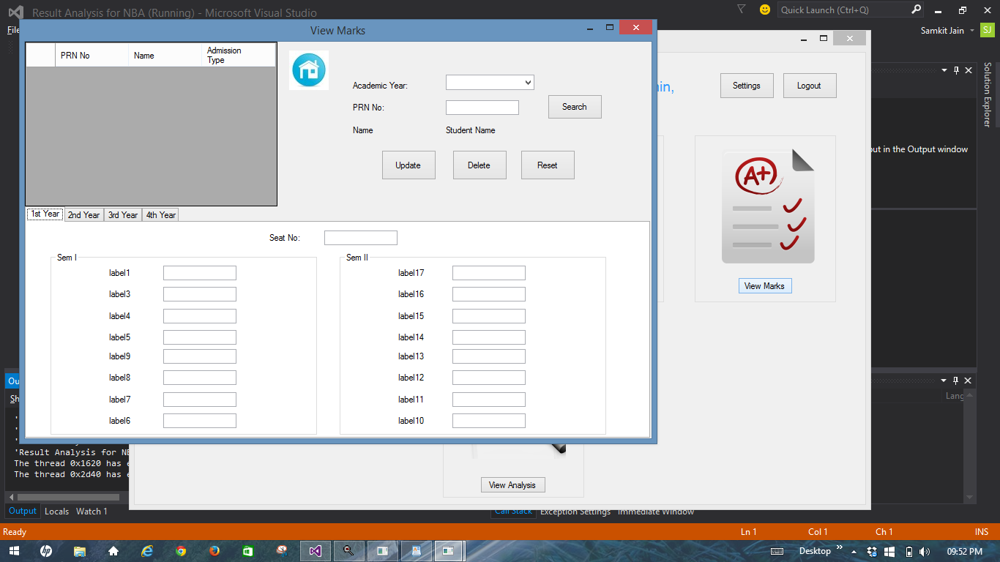 Result Analysis for NBA (Running) - Microsoft Visual Studio
Quick Launch (Ctrl+Q)
File
Samkit Jain
SJ
View Marks
PRN No
Name
Admission
Type
Academic Year:
PRN No:
Search
Name
Student Name
Update
Delete
Reset
1st Year
2nd Year
3rd Year
4th Year
Seat No:
Sem I
label1
label3
label4
label5
label9
label8
label7
label6
Sem II
label17
label16
label15
label14
label13
label12
label11
label10
Settings
Logout
A+
View Marks
View Analysis
Solution Explorer
in the Output window
Lang
'Result Analysis for NB
The thread 0x1620 has e
The thread 0x2d40 has e
Output
Locals
Watch 1
Call Stack
Exception Settings
Immediate Window
Ready
Ln 1
Col 1
Ch 1
INS
hp
Desktop
09:52 PM